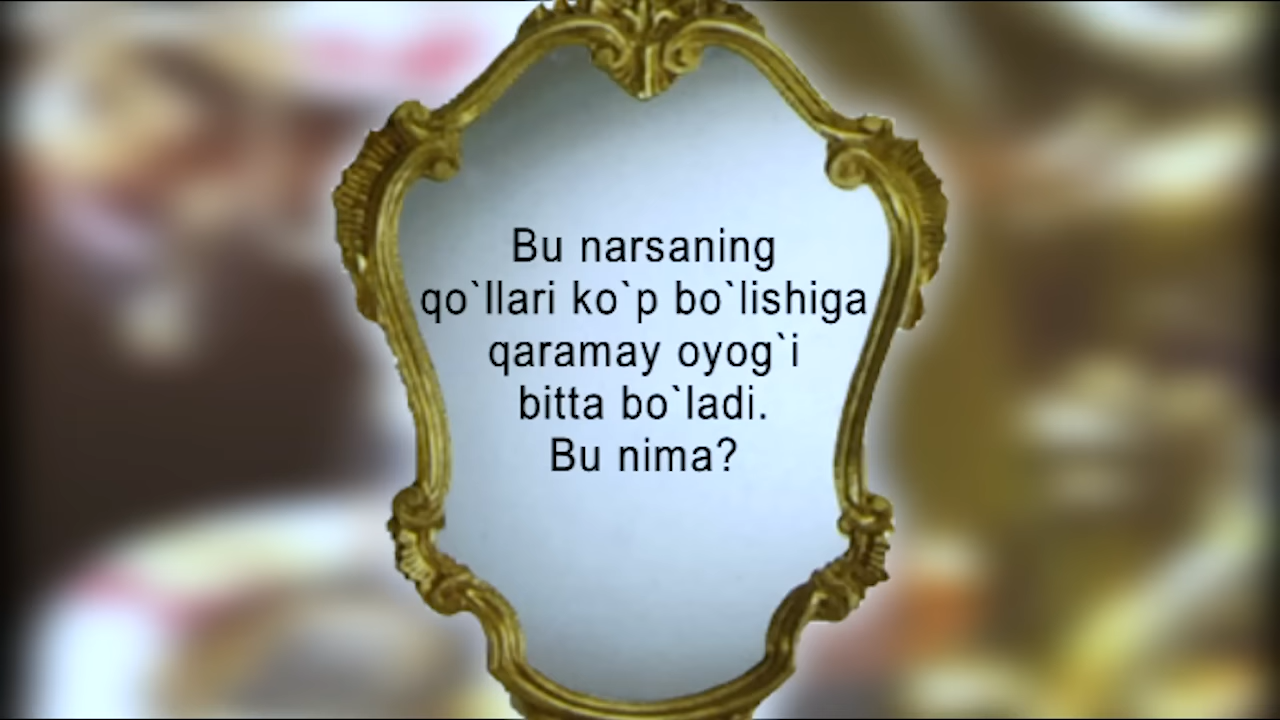 Bu narsaning
qo`llari ko`p bo`lishiga
qaramay oyog`i
bitta bo`ladi.
Bu nima?